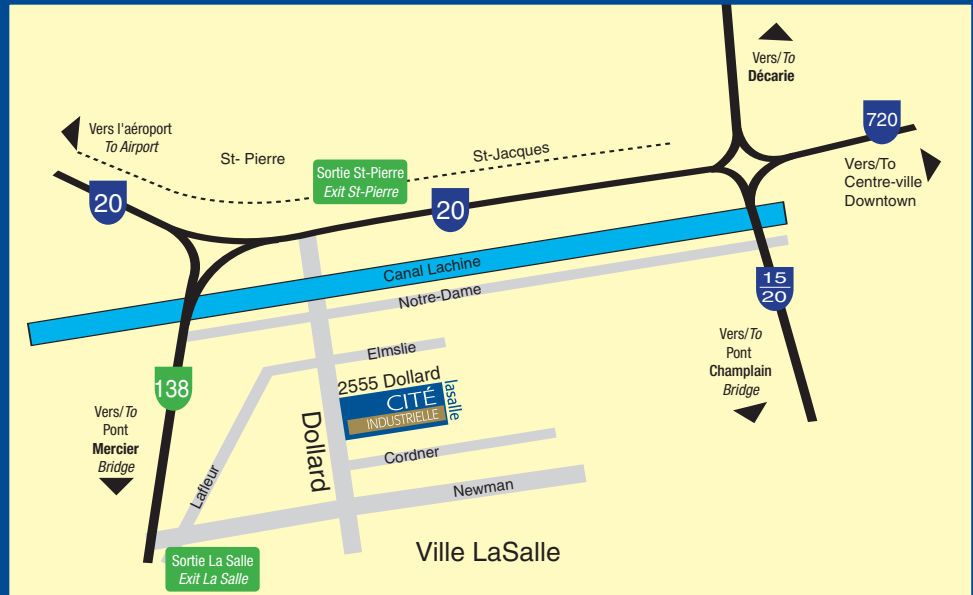 Vers/To
Décarie
720
Vers l'aéroport
To Airport
St- Pierre
Sortie St-Pierre
Exit St-Pierre
St-Jacques
Vers/To
Centre-ville
Downtown
20
20
Canal Lachine
Notre-Dame
15
20
Elmslie
Vers/To
Pont
Champlain
Bridge
138
2555 Dollard
CITÉ
INDUSTRIELLE
lasalle
Vers/To
Pont
Mercier
Bridge
Dollard
Cordner
Lafleur
Newman
Ville LaSalle
Sortie La Salle
Exit La Salle